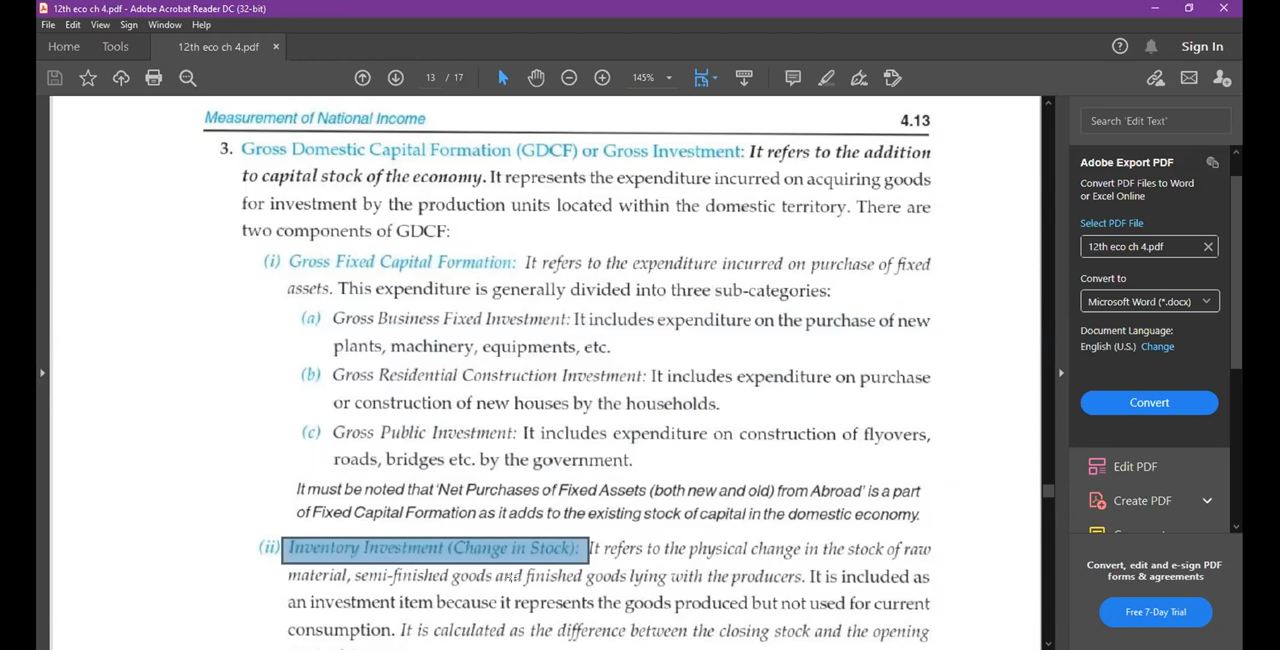 12th eco ch 4.pdf - Adobe Acrobat Reader DC (32-bit)
File Edit View Sign Window Help
Home Tools 12th eco ch 4.pdf × Sign In
13 / 17 145%
Measurement of National Income 4.13
3. Gross Domestic Capital Formation (GDCF) or Gross Investment: It refers to the addition
to capital stock of the economy. It represents the expenditure incurred on acquiring goods
for investment by the production units located within the domestic territory. There are
two components of GDCF:
(i) Gross Fixed Capital Formation: It refers to the expenditure incurred on purchase of fixed
assets. This expenditure is generally divided into three sub-categories:
(a) Gross Business Fixed Investment: It includes expenditure on the purchase of new
plants, machinery, equipments, etc.
(b) Gross Residential Construction Investment: It includes expenditure on purchase
or construction of new houses by the households.
(c) Gross Public Investment: It includes expenditure on construction of flyovers,
roads, bridges etc. by the government.
It must be noted that 'Net Purchases of Fixed Assets (both new and old) from Abroad' is a part
of Fixed Capital Formation as it adds to the existing stock of capital in the domestic economy.
(ii) Inventory Investment (Change in Stock): It refers to the physical change in the stock of raw
material, semi-finished goods and finished goods lying with the producers. It is included as
an investment item because it represents the goods produced but not used for current
consumption. It is calculated as the difference between the closing stock and the opening
Search 'Edit Text'
Adobe Export PDF
Convert PDF Files to Word
or Excel Online
Select PDF File
12th eco ch 4.pdf
Convert to
Microsoft Word (*.docx)
Document Language:
English (U.S.) Change
Convert
Edit PDF
Create PDF
Convert, edit and e-sign PDF
forms & agreements
Free 7-Day Trial